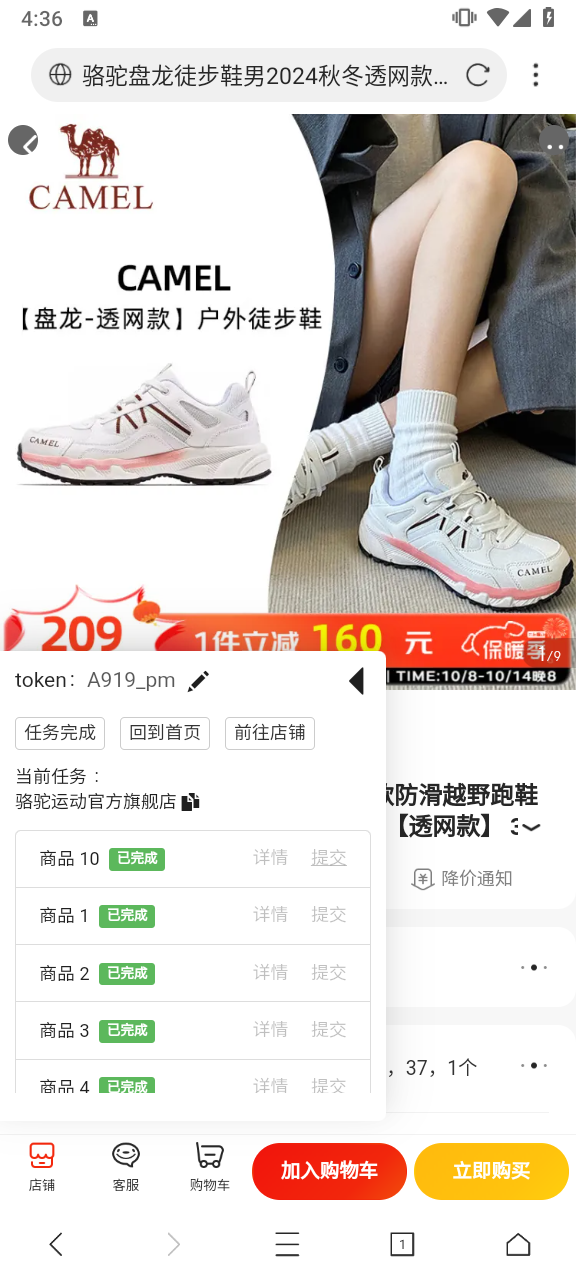 4:36 A
骆驼盘龙徒步鞋男2024秋冬透网款...
CAMEL
CAMEL
【盘龙-透网款】户外徒步鞋
CAMEL
CAMEL
209
1件立减 160 元
保暖季
1/9
TIME:10/8-10/14晚8
token: A919_pm
任务完成 回到首页 前往店铺
当前任务：
骆驼运动官方旗舰店
防滑越野跑鞋
【透网款】
降价通知
商品 10 已完成 详情 提交
商品 1 已完成 详情 提交
商品 2 已完成 详情 提交
商品 3 已完成 详情 提交
，37，1个
商品 4 已完成 详情 提交
店铺 客服 购物车 加入购物车 立即购买
1